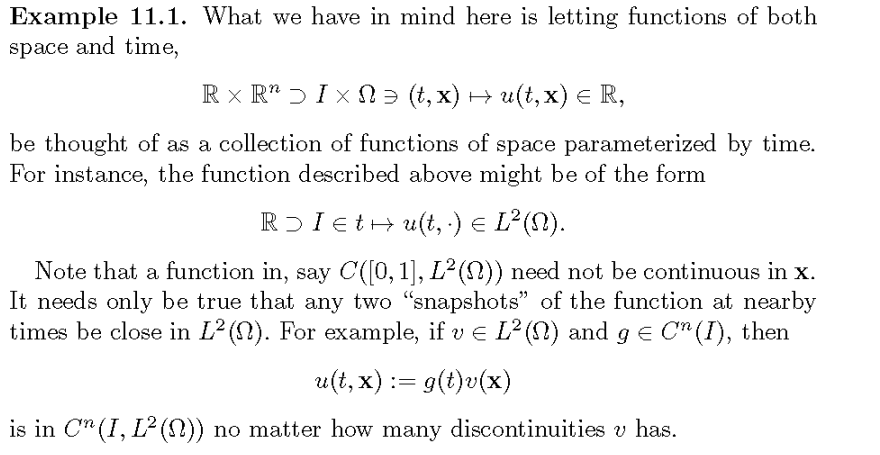 Example 11.1. What we have in mind here is letting functions of both
space and time,
ℝ × ℝⁿ ⊃ I × Ω ∋ (t, x) ↦ u(t, x) ∈ ℝ,
be thought of as a collection of functions of space parameterized by time.
For instance, the function described above might be of the form
ℝ ⊃ I ∈ t ↦ u(t, ·) ∈ L²(Ω).
Note that a function in, say C([0, 1], L²(Ω)) need not be continuous in x.
It needs only be true that any two “snapshots” of the function at nearby
times be close in L²(Ω). For example, if v ∈ L²(Ω) and g ∈ Cⁿ(I), then
u(t, x) := g(t)v(x)
is in Cⁿ(I, L²(Ω)) no matter how many discontinuities v has.